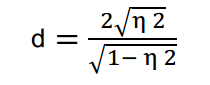 d = 2√η 2 / √1− η 2